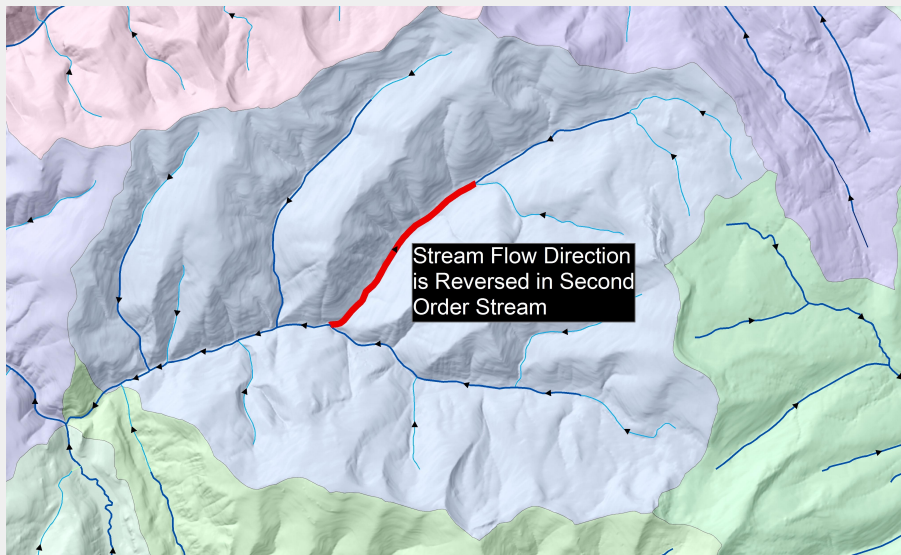 Stream Flow Direction
is Reversed in Second
Order Stream